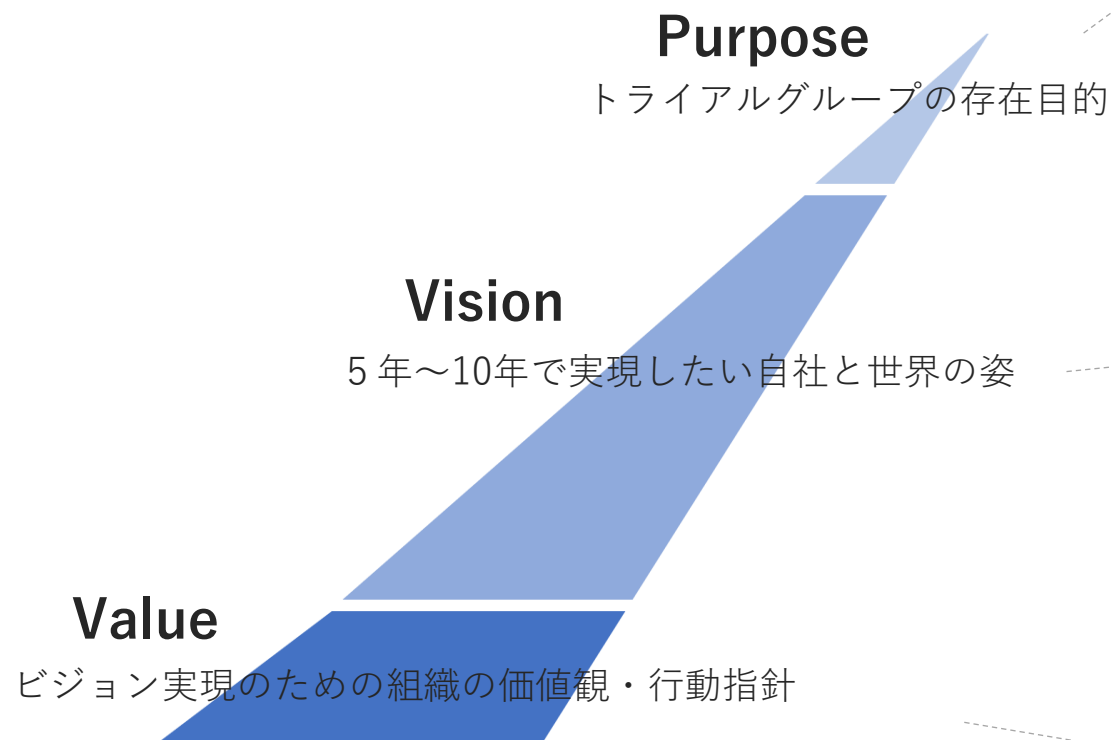 Purpose
トライアルグループの存在目的
Vision
５年～10年で実現したい自社と世界の姿
Value
ビジョン実現のための組織の価値観・行動指針